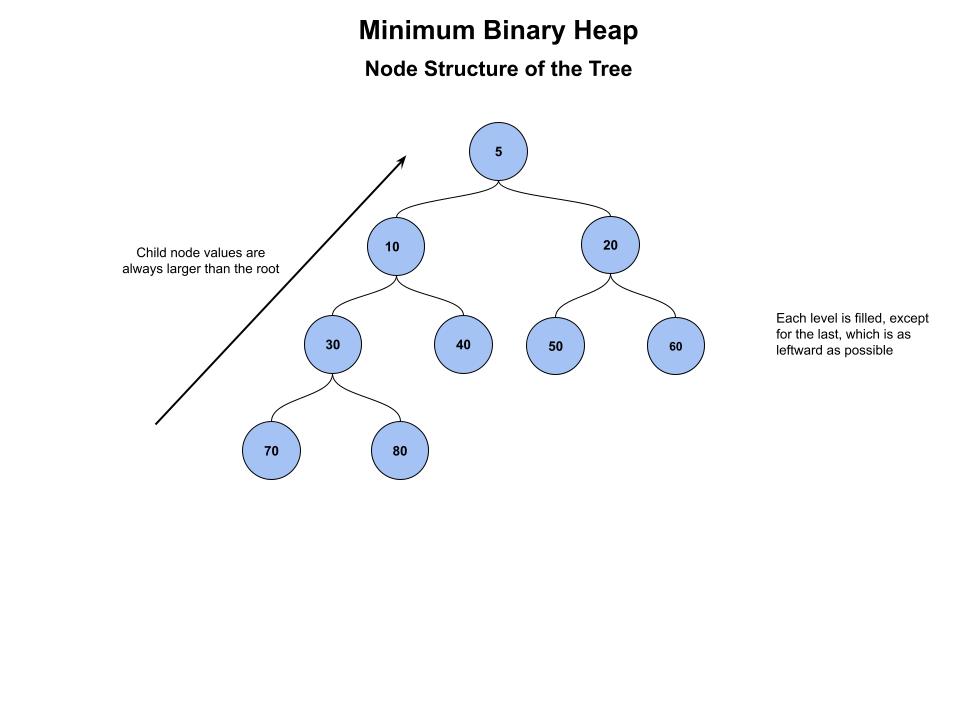 Minimum Binary Heap
Node Structure of the Tree
5
10
20
Child node values are
always larger than the root
30
40
50
60
Each level is filled, except
for the last, which is as
leftward as possible
70
80